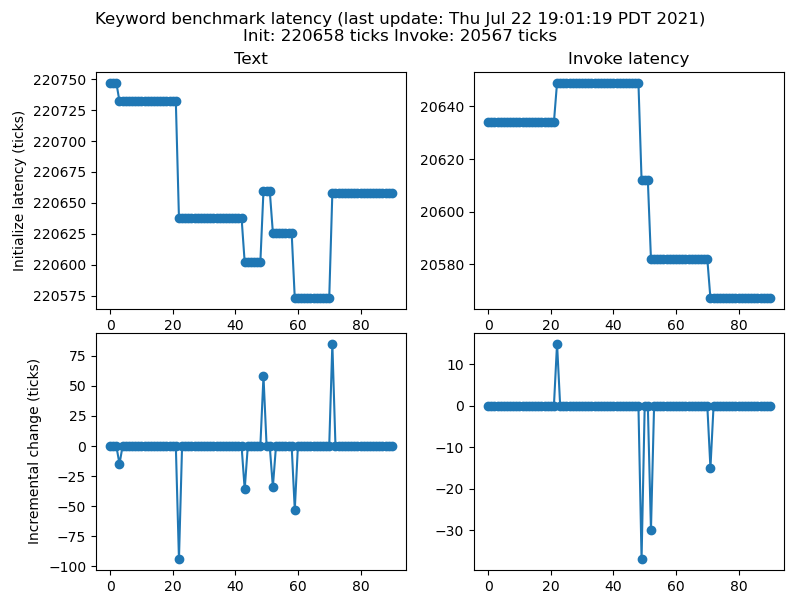 Keyword benchmark latency (last update: Thu Jul 22 19:01:19 PDT 2021)
Init: 220658 ticks Invoke: 20567 ticks
Text
Invoke latency
Initialize latency (ticks)
220750
220725
220700
220675
220650
220625
220600
220575
0 20 40 60 80
20640
20620
20600
20580
0 20 40 60 80
Incremental change (ticks)
75
50
25
0
−25
−50
−75
−100
0 20 40 60 80
10
0
−10
−20
−30
0 20 40 60 80